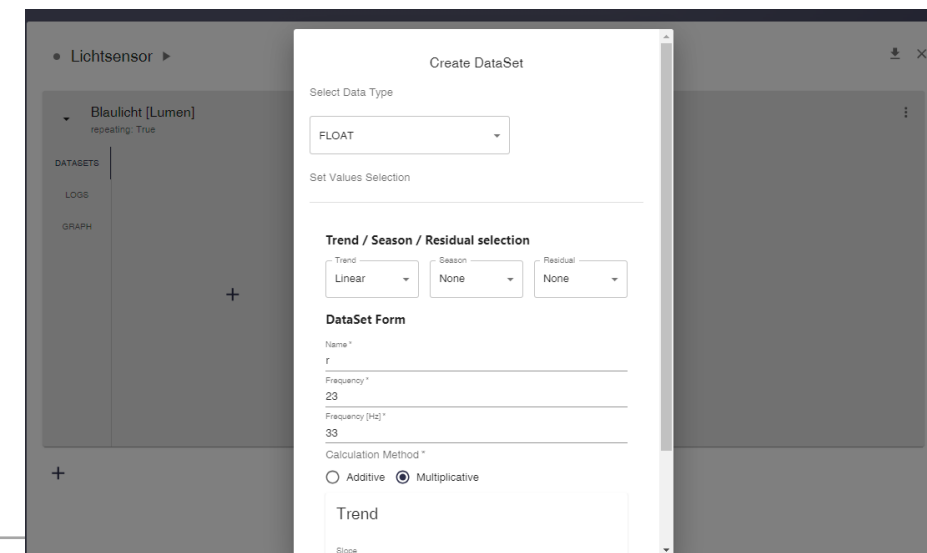 Lichtsensor
Create DataSet
Select Data Type
Blaulicht [Lumen]
repeating: True
FLOAT
DATASETS
Set Values Selection
LOGS
GRAPH
Trend / Season / Residual selection
Trend Season Residual
Linear None None
DataSet Form
Name *
r
Frequency *
23
Frequency [Hz] *
33
Calculation Method *
Additive Multiplicative
Trend
Slope